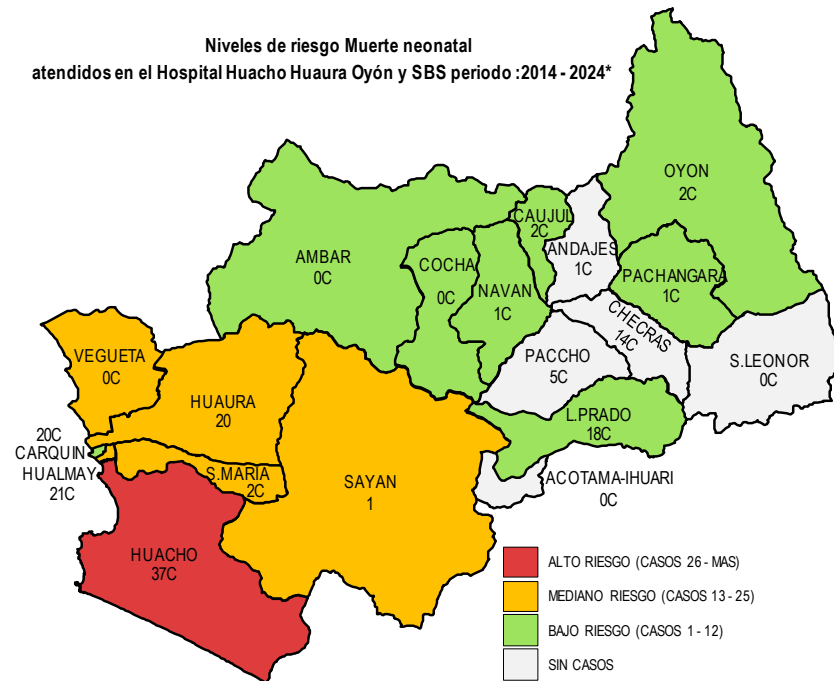 Niveles de riesgo Muerte neonatal
atendidos en el Hospital Huacho Huaura Oyón y SBS periodo :2014 - 2024*
OYON
2C
CAUJUL
2C
ANDAJES
1C
AMBAR
0C
COCHA
0C
NAVAN
1C
PACHANGARA
1C
CHECRAS
14C
VEGUETA
0C
PACCHO
5C
S.LEONOR
0C
HUAURA
20
L.PRADO
18C
20C
CARQUIN
HUALMAY
21C
S.MARIA
2C
SAYAN
1
ACOTAMA-IHUARI
0C
HUACHO
37C
ALTO RIESGO (CASOS 26 - MAS)
MEDIANO RIESGO (CASOS 13 - 25)
BAJO RIESGO (CASOS 1 - 12)
SIN CASOS